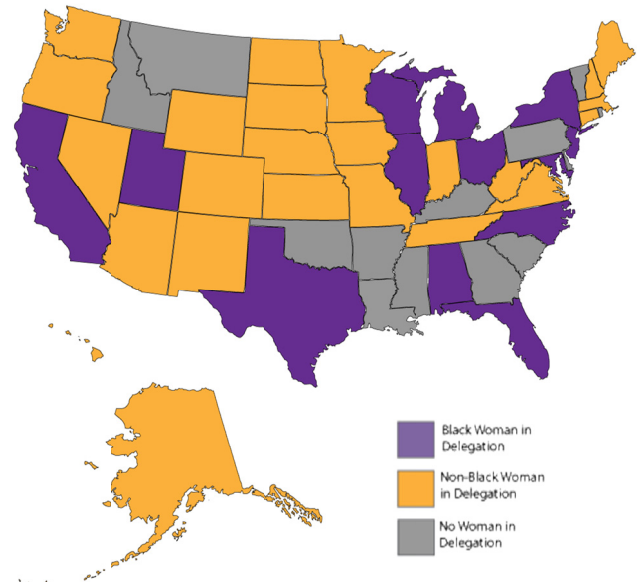 Black Woman in
Delegation
Non-Black Woman
in Delegation
No Woman in
Delegation